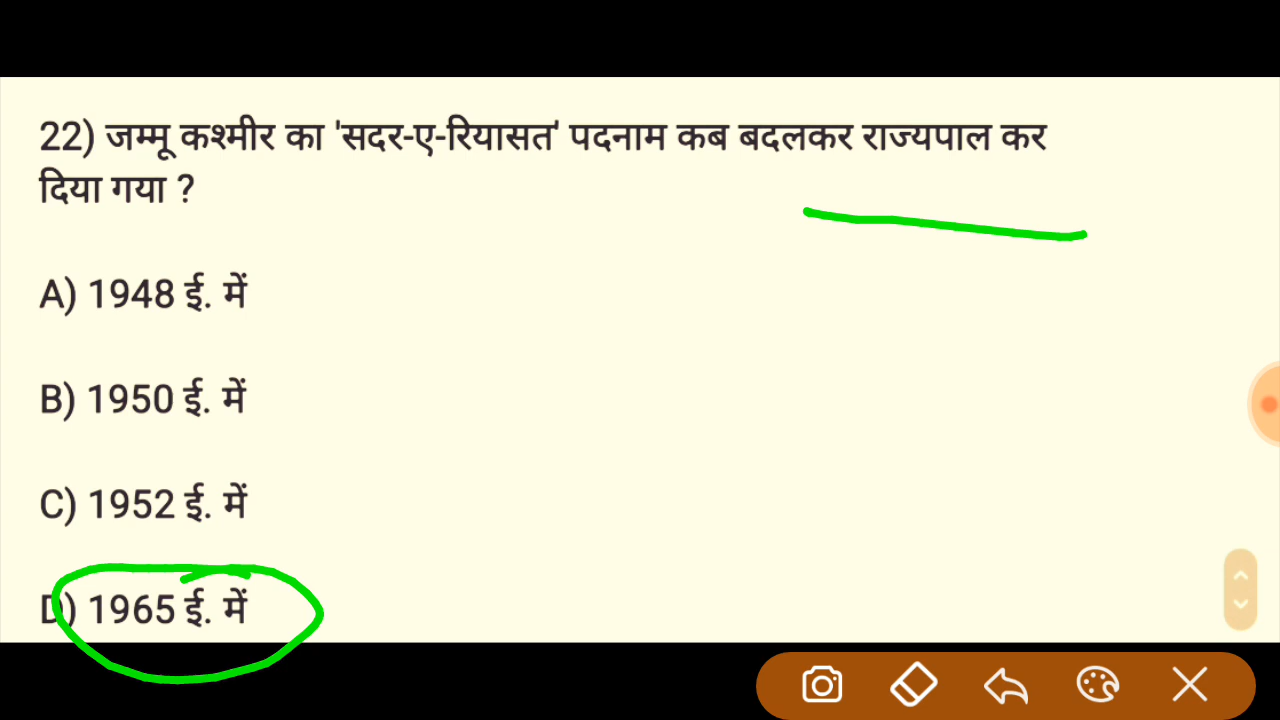 22) जम्मू कश्मीर का 'सदर-ए-रियासत' पदनाम कब बदलकर राज्यपाल कर
दिया गया ?
A) 1948 ई. में
B) 1950 ई. में
C) 1952 ई. में
D) 1965 ई. में